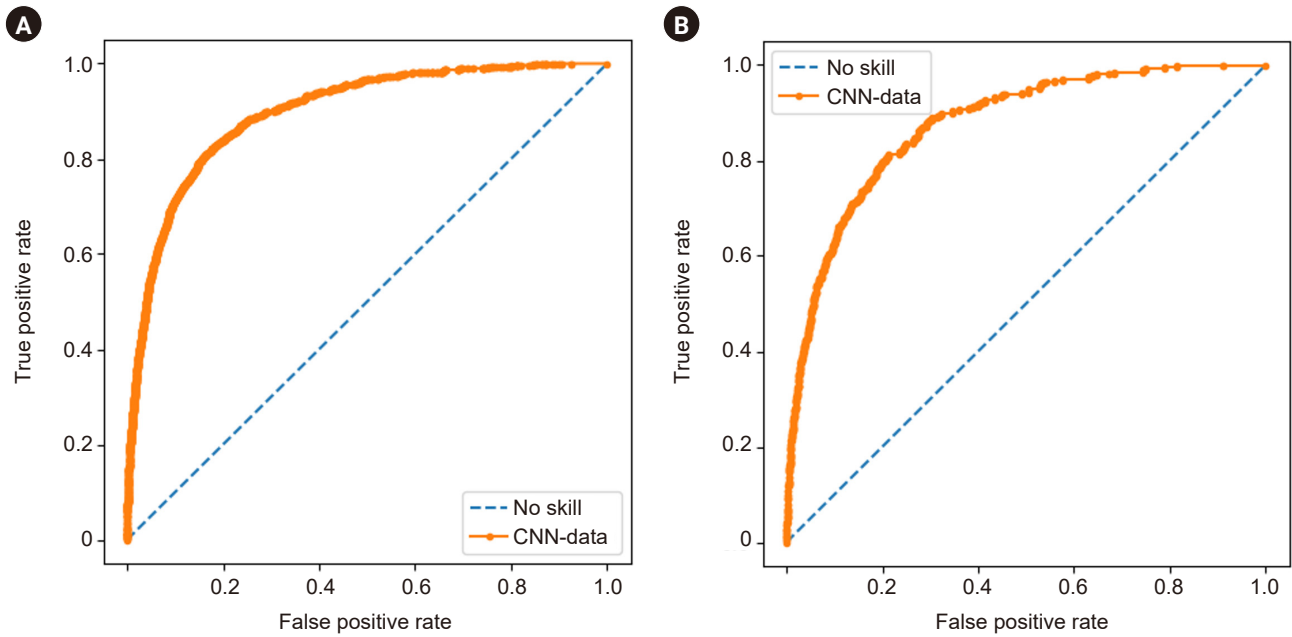 A
True positive rate
1.0
0.8
0.6
0.4
0.2
0
0.2 0.4 0.6 0.8 1.0
False positive rate
No skill
CNN-data
B
True positive rate
1.0
0.8
0.6
0.4
0.2
0
0.2 0.4 0.6 0.8 1.0
False positive rate
No skill
CNN-data